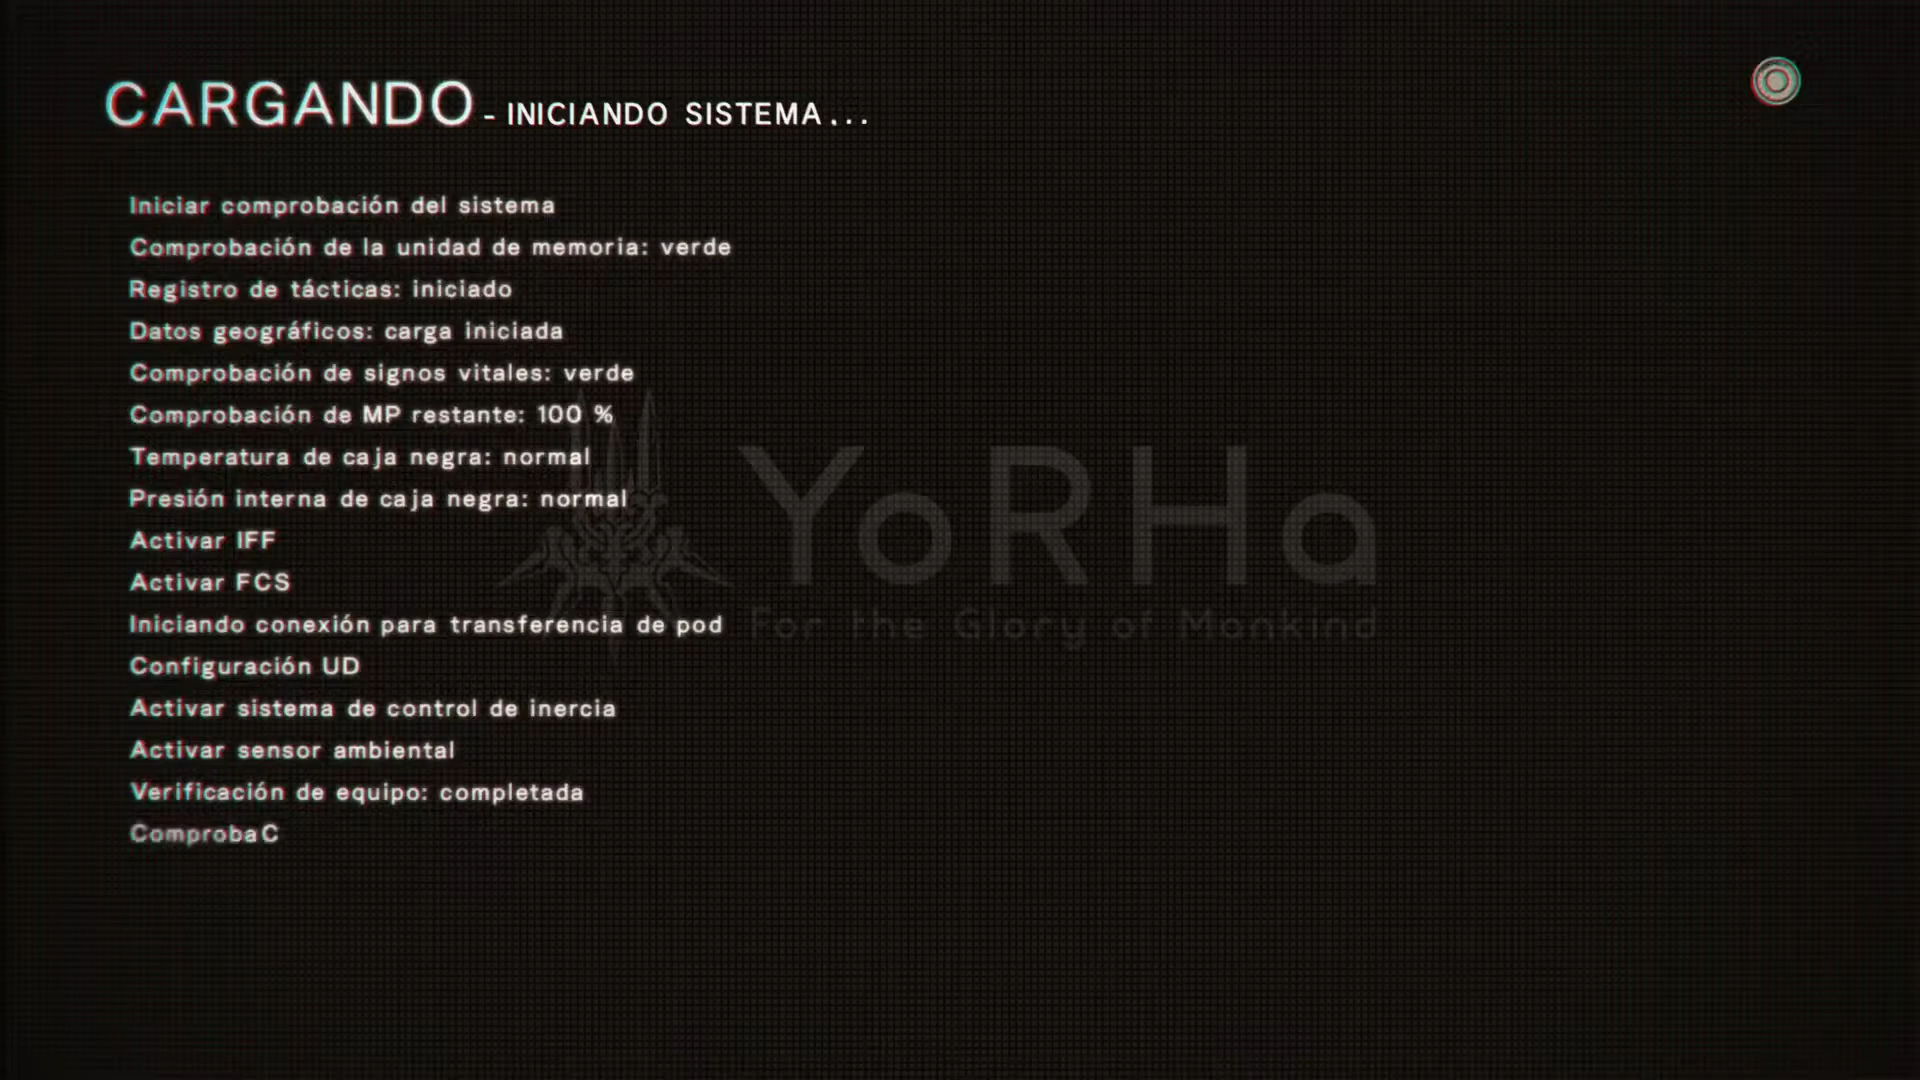 CARGANDO - INICIANDO SISTEMA...
Iniciar comprobación del sistema
Comprobación de la unidad de memoria: verde
Registro de tácticas: iniciado
Datos geográficos: carga iniciada
Comprobación de signos vitales: verde
Comprobación de MP restante: 100 %
Temperatura de caja negra: normal
Presión interna de caja negra: normal
Activar IFF
Activar FCS
Iniciando conexión para transferencia de pod
Configuración UD
Activar sistema de control de inercia
Activar sensor ambiental
Verificación de equipo: completada
ComprobaC
YoRHa
For the Glory of Mankind